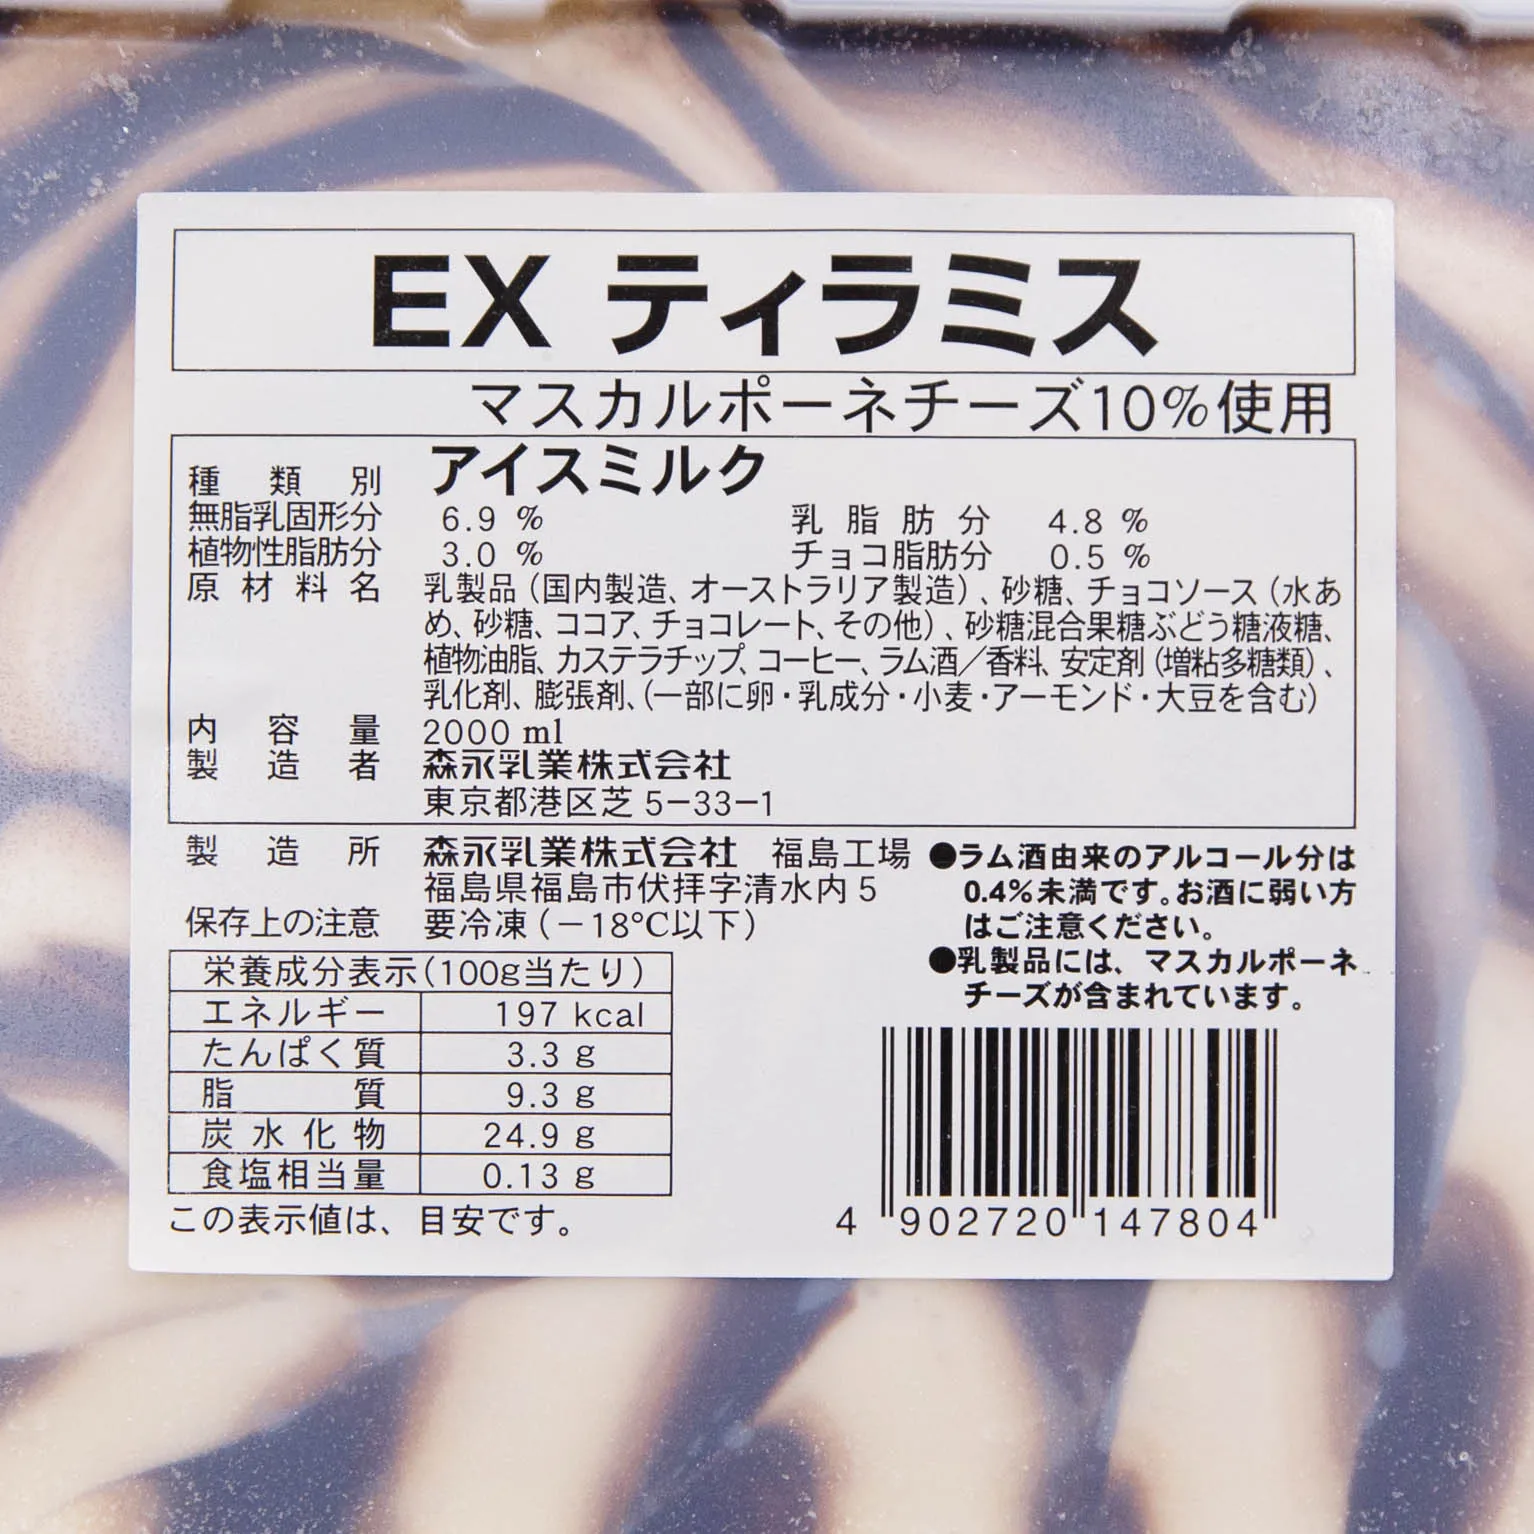 EX ティラミス
マスカルポーネチーズ10%使用
種類別 アイスミルク
無脂乳固形分 6.9 % 乳脂肪分 4.8 %
植物性脂肪分 3.0 % チョコ脂肪分 0.5 %
原材料名 乳製品（国内製造、オーストラリア製造）、砂糖、チョコソース（水あ
め、砂糖、ココア、チョコレート、その他）、砂糖混合果糖ぶどう糖液糖、
植物油脂、カステラチップ、コーヒー、ラム酒／香料、安定剤（増粘多糖類）、
乳化剤、膨張剤、（一部に卵・乳成分・小麦・アーモンド・大豆を含む）
内容量 2000 ml
製造者 森永乳業株式会社
東京都港区芝 5−33−1
製造所 森永乳業株式会社 福島工場
福島県福島市伏拝字清水内 5
保存上の注意 要冷凍（−18℃以下）
●ラム酒由来のアルコール分は
0.4%未満です。お酒に弱い方
はご注意ください。
●乳製品には、マスカルポーネ
チーズが含まれています。
栄養成分表示（100g当たり）
エネルギー 197 kcal
たんぱく質 3.3 g
脂質 9.3 g
炭水化物 24.9 g
食塩相当量 0.13 g
この表示値は、目安です。
4 902720 147804